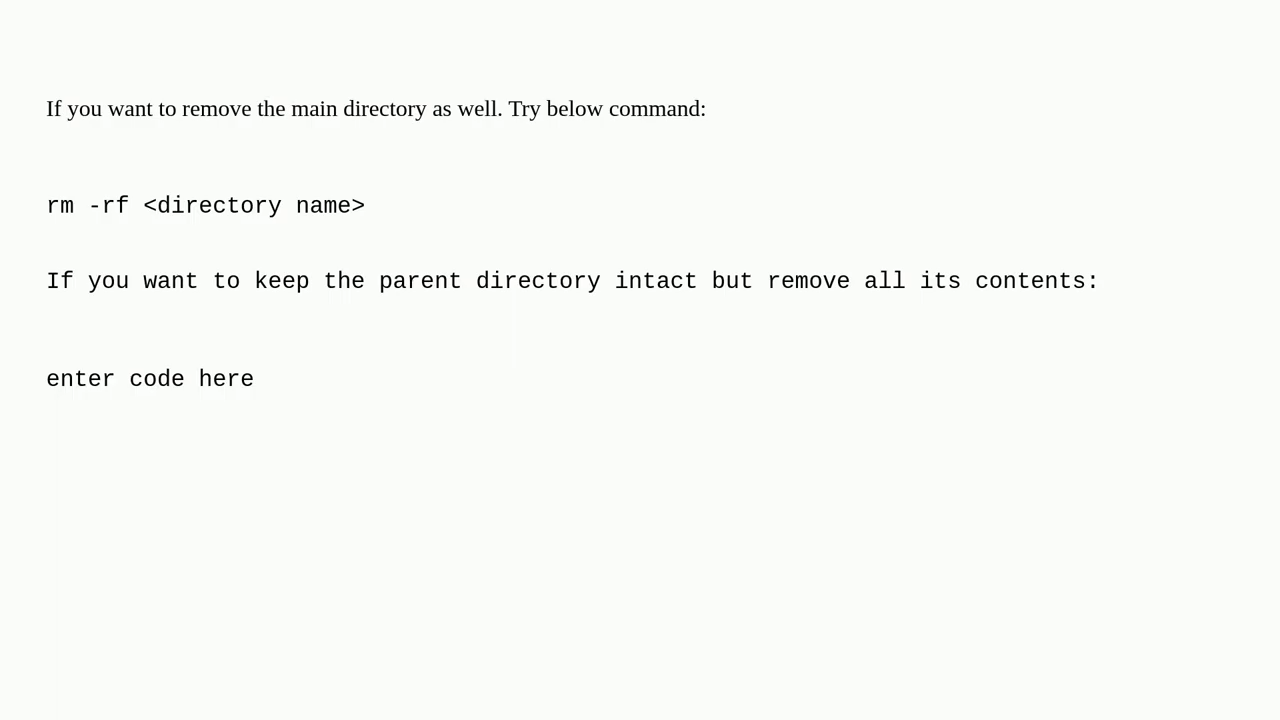 If you want to remove the main directory as well. Try below command:
rm -rf <directory name>
If you want to keep the parent directory intact but remove all its contents:
enter code here